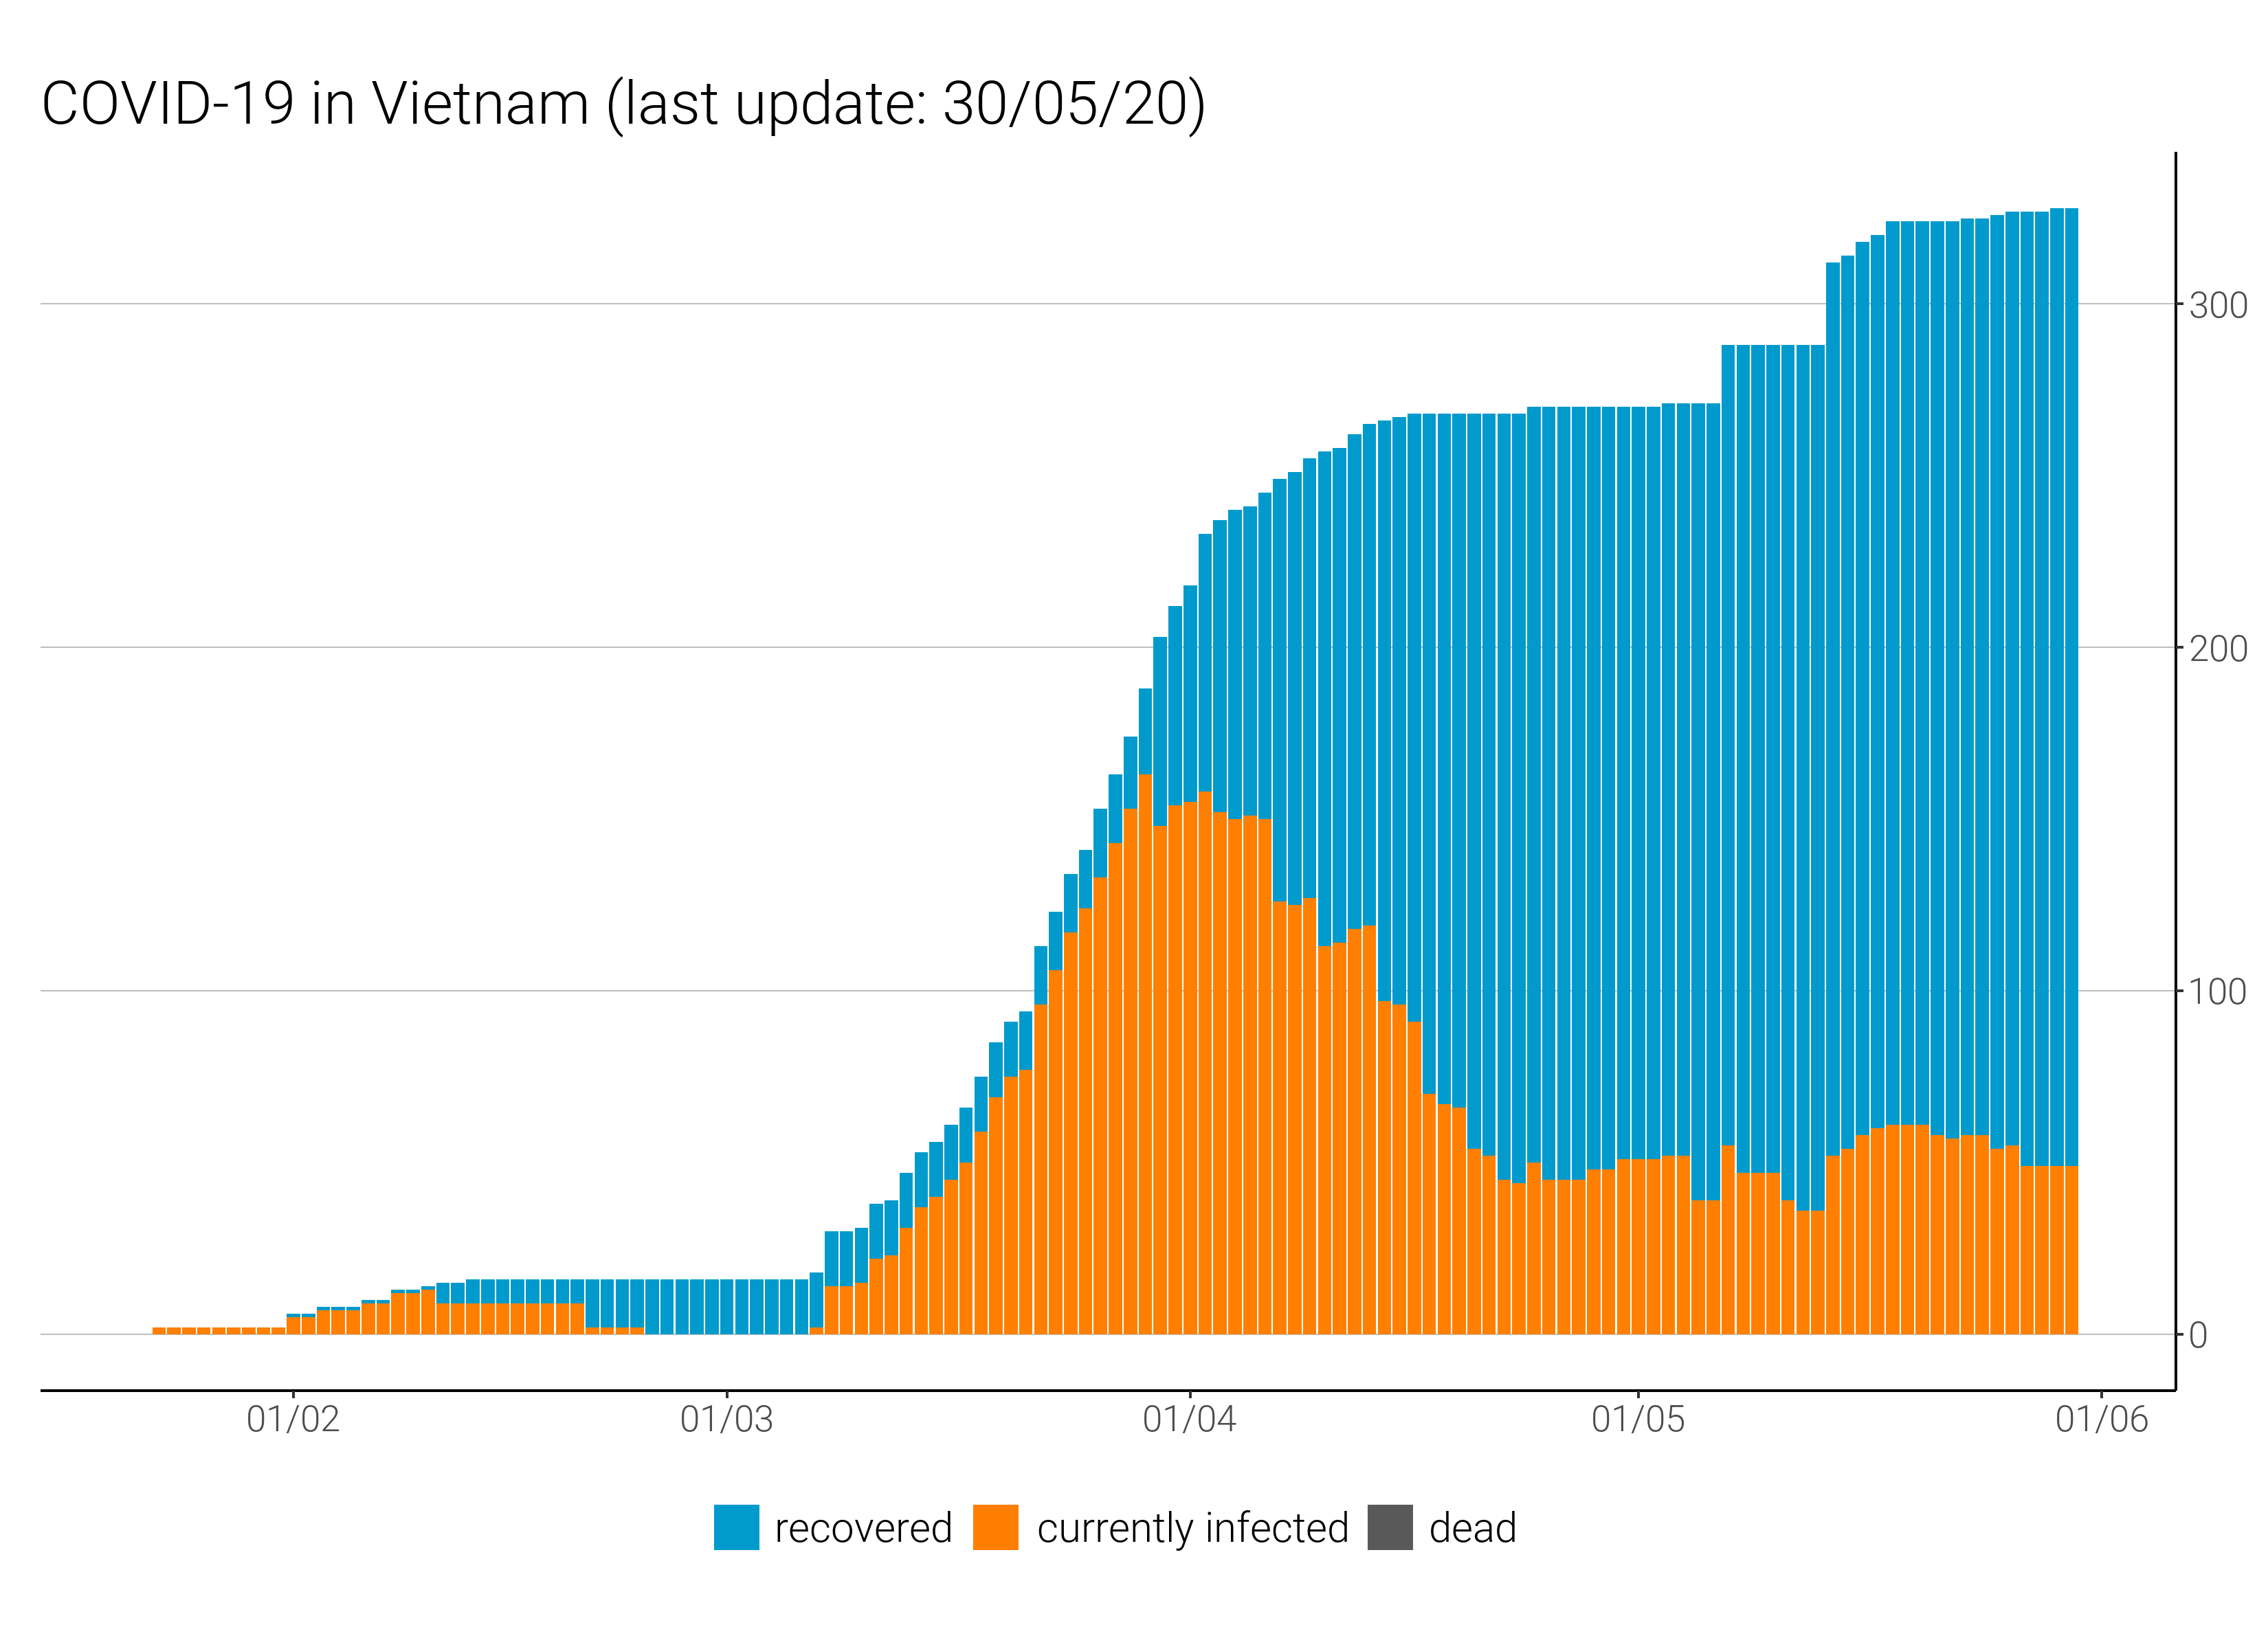 COVID-19 in Vietnam (last update: 30/05/20)
300
200
100
0
01/02 01/03 01/04 01/05 01/06
recovered currently infected dead